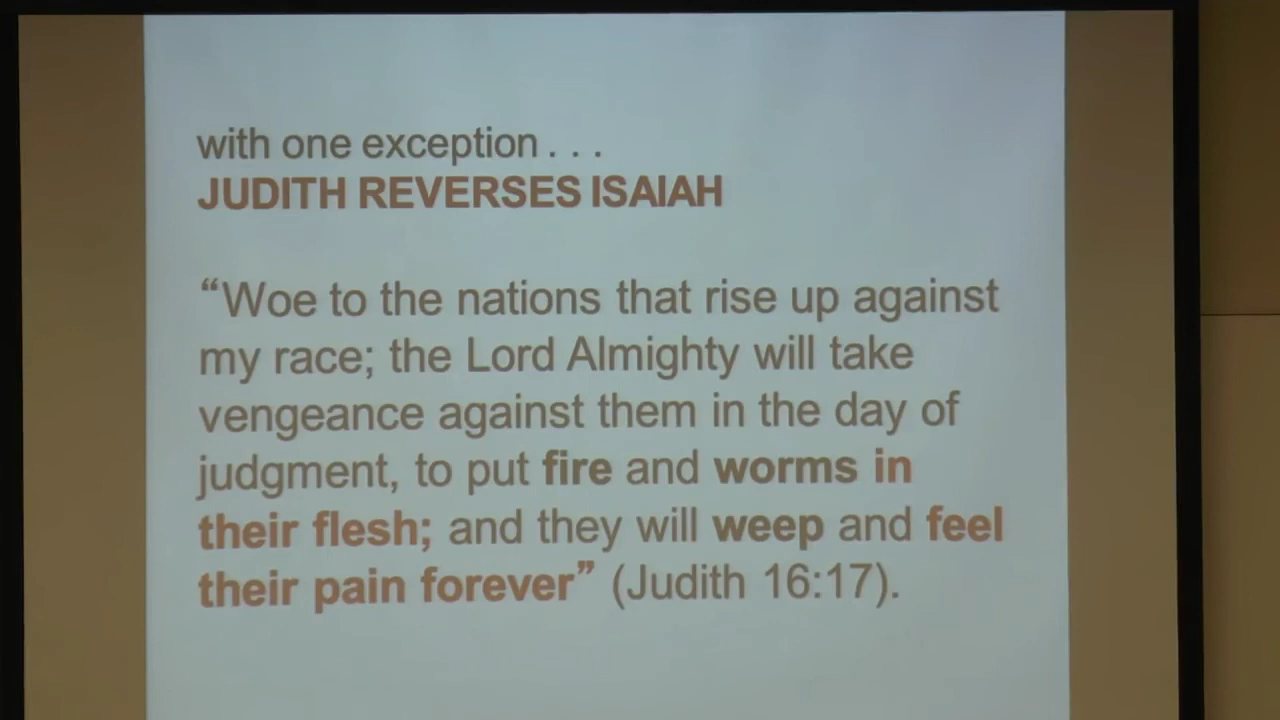 with one exception . . .
JUDITH REVERSES ISAIAH
“Woe to the nations that rise up against
my race; the Lord Almighty will take
vengeance against them in the day of
judgment, to put fire and worms in
their flesh; and they will weep and feel
their pain forever” (Judith 16:17).